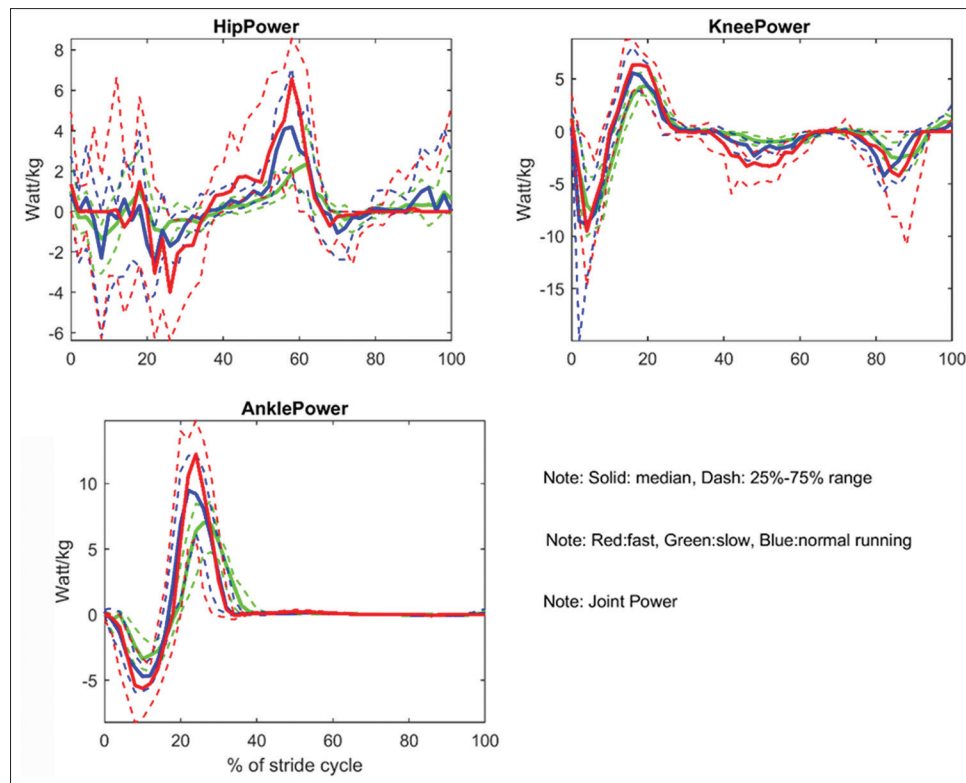 HipPower
8
6
4
2
0
-2
-4
-6
Watt/kg
0 20 40 60 80 100
KneePower
5
0
-5
-10
-15
Watt/kg
0 20 40 60 80 100
AnklePower
10
5
0
-5
Watt/kg
0 20 40 60 80 100
% of stride cycle
Note: Solid: median, Dash: 25%-75% range
Note: Red:fast, Green:slow, Blue:normal running
Note: Joint Power